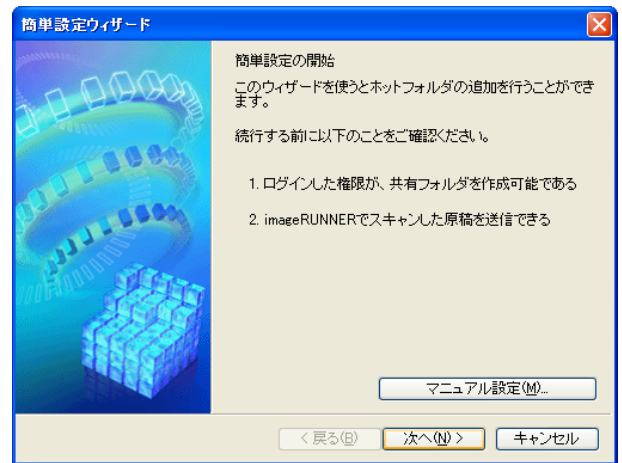 簡単設定ウィザード
簡単設定の開始
このウィザードを使うとホットフォルダの追加を行うことができ
ます。
続行する前に以下のことをご確認ください。
1. ログインした権限が、共有フォルダを作成可能である
2. imageRUNNERでスキャンした原稿を送信できる
マニュアル設定(M)...
< 戻る(B) 次へ(N) > キャンセル